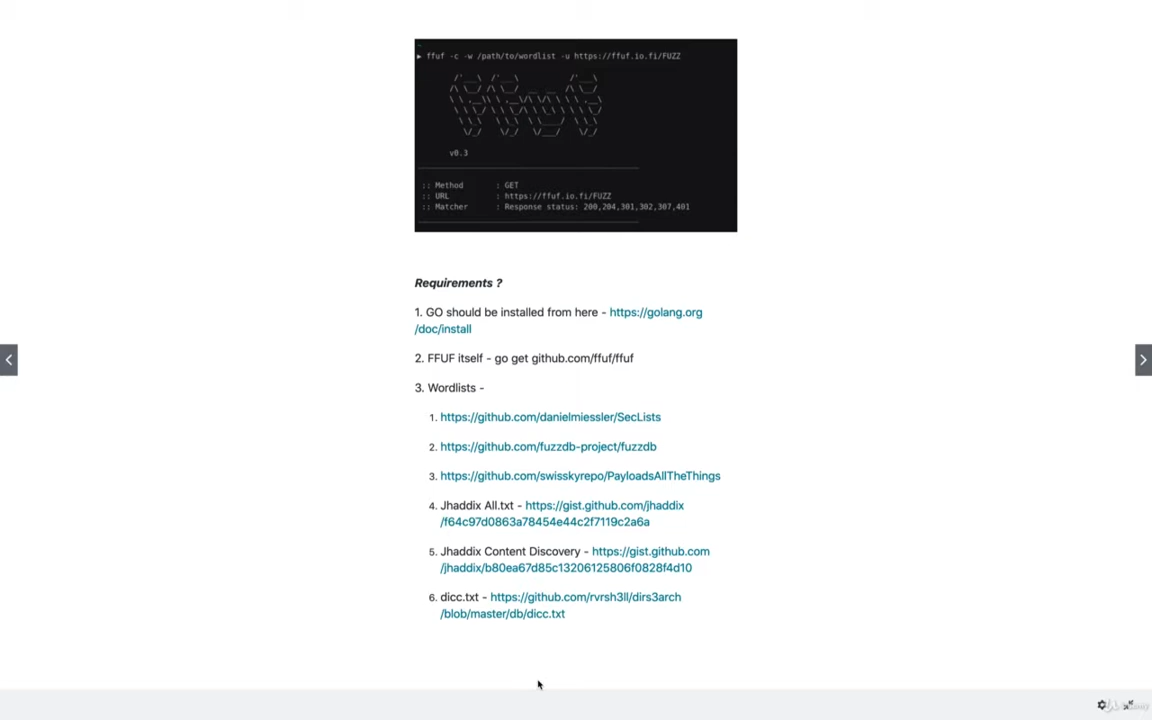 ffuf -c -w /path/to/wordlist -u https://ffuf.io.fi/FUZZ
v0.3
:: Method : GET
:: URL : https://ffuf.io.fi/FUZZ
:: Matcher : Response status: 200,204,301,302,307,401
Requirements ?
1. GO should be installed from here - https://golang.org
/doc/install
2. FFUF itself - go get github.com/ffuf/ffuf
3. Wordlists -
1. https://github.com/danielmiessler/SecLists
2. https://github.com/fuzzdb-project/fuzzdb
3. https://github.com/swisskyrepo/PayloadsAllTheThings
4. Jhaddix All.txt - https://gist.github.com/jhaddix
/f64c97d0863a78454e44c2f7119c2a6a
5. Jhaddix Content Discovery - https://gist.github.com
/jhaddix/b80ea67d85c13206125806f0828f4d10
6. dicc.txt - https://github.com/rvrsh3ll/dirs3arch
/blob/master/db/dicc.txt